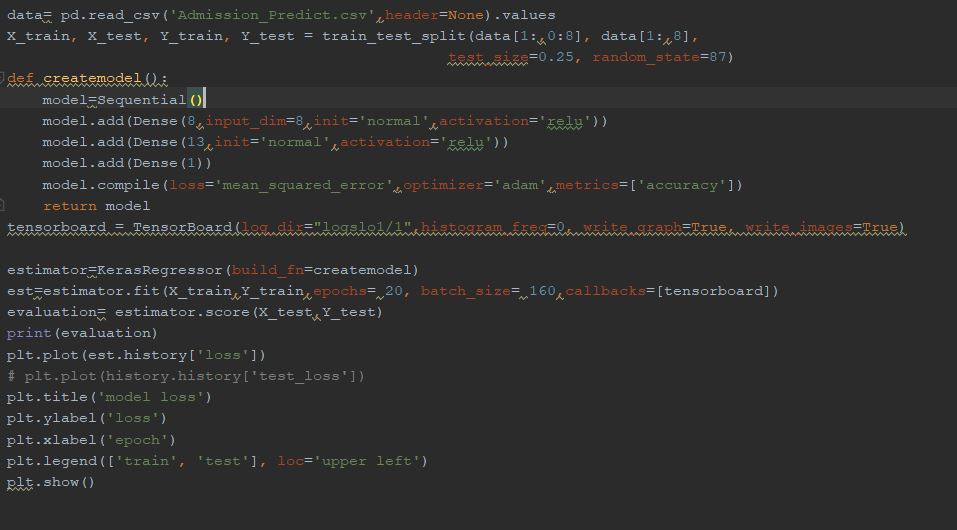 data= pd.read_csv('Admission_Predict.csv',header=None).values
X_train, X_test, Y_train, Y_test = train_test_split(data[1:,0:8], data[1:,8],
                                                    test_size=0.25, random_state=87)
def createmodel():
    model=Sequential()
    model.add(Dense(8,input_dim=8,init='normal',activation='relu'))
    model.add(Dense(13,init='normal',activation='relu'))
    model.add(Dense(1))
    model.compile(loss='mean_squared_error',optimizer='adam',metrics=['accuracy'])
    return model
tensorboard = TensorBoard(log_dir="logslo1/1",histogram_freq=0, write_graph=True, write_images=True)

estimator=KerasRegressor(build_fn=createmodel)
est=estimator.fit(X_train,Y_train,epochs= 20, batch_size= 160,callbacks=[tensorboard])
evaluation= estimator.score(X_test,Y_test)
print(evaluation)
plt.plot(est.history['loss'])
# plt.plot(history.history['test_loss'])
plt.title('model loss')
plt.ylabel('loss')
plt.xlabel('epoch')
plt.legend(['train', 'test'], loc='upper left')
plt.show()